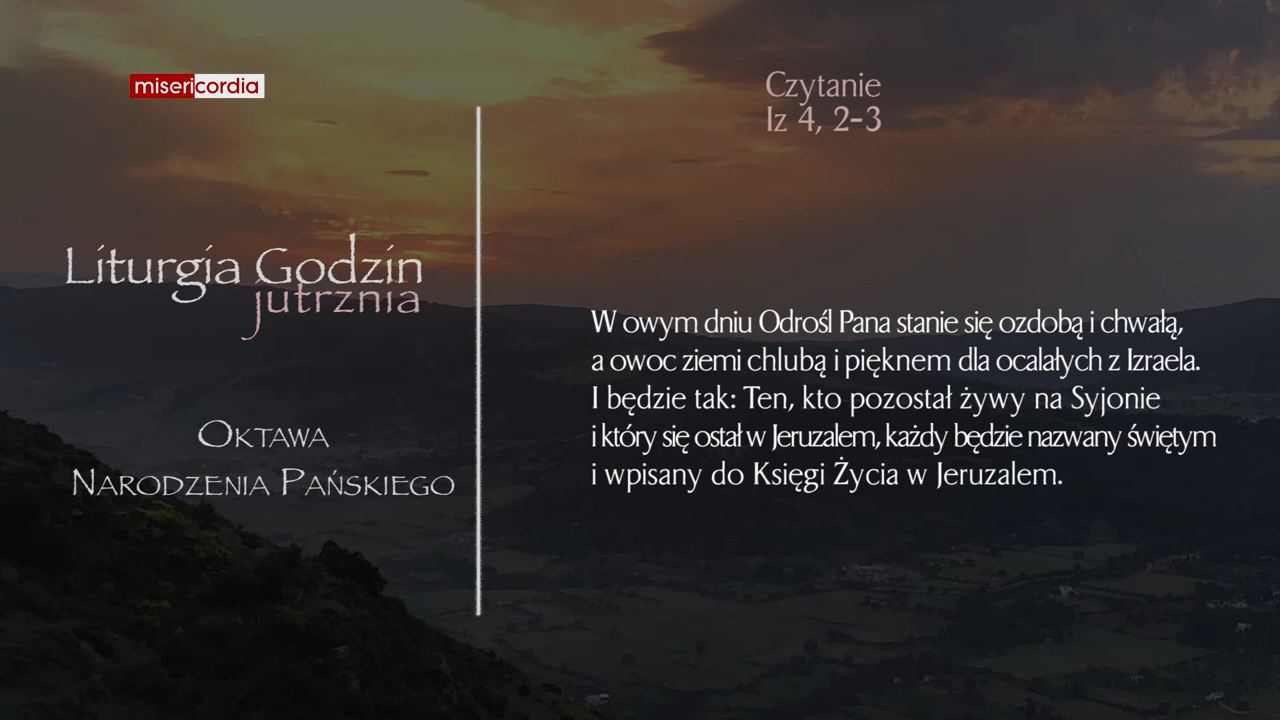 misericordia
Czytanie
Iz 4, 2-3
Liturgia Godzin
jutrznia
Oktawa
Narodzenia Pańskiego
W owym dniu Odrośl Pana stanie się ozdobą i chwałą,
a owoc ziemi chlubą i pięknem dla ocalałych z Izraela.
I będzie tak: Ten, kto pozostał żywy na Syjonie
i który się ostał w Jeruzalem, każdy będzie nazwany świętym
i wpisany do Księgi Życia w Jeruzalem.